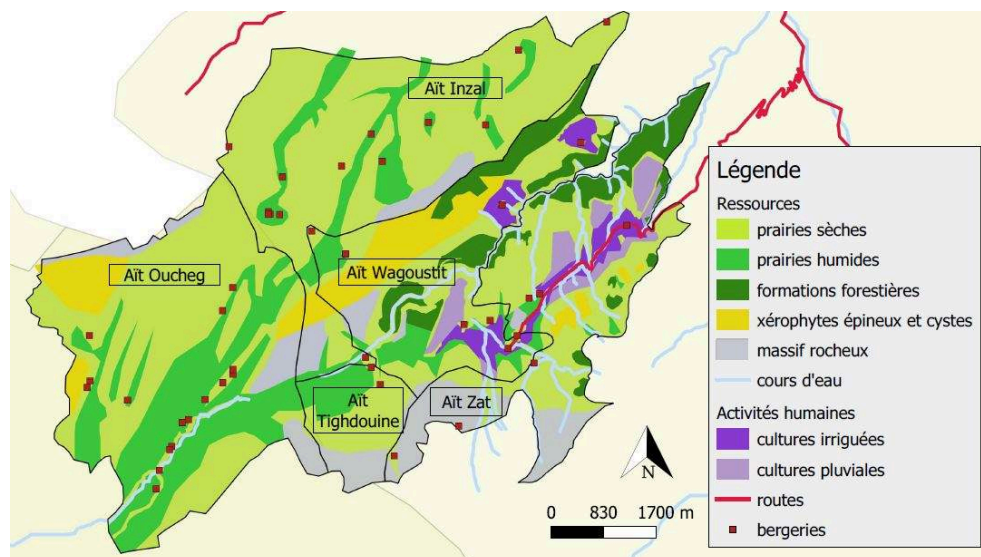 Aït Inzal
Aït Oucheg
Aït Wagoustit
Aït
Tighdouine
Aït Zat
N
0 830 1700 m
Légende
Ressources
prairies sèches
prairies humides
formations forestières
xérophytes épineux et cystes
massif rocheux
cours d'eau
Activités humaines
cultures irriguées
cultures pluviales
routes
bergeries